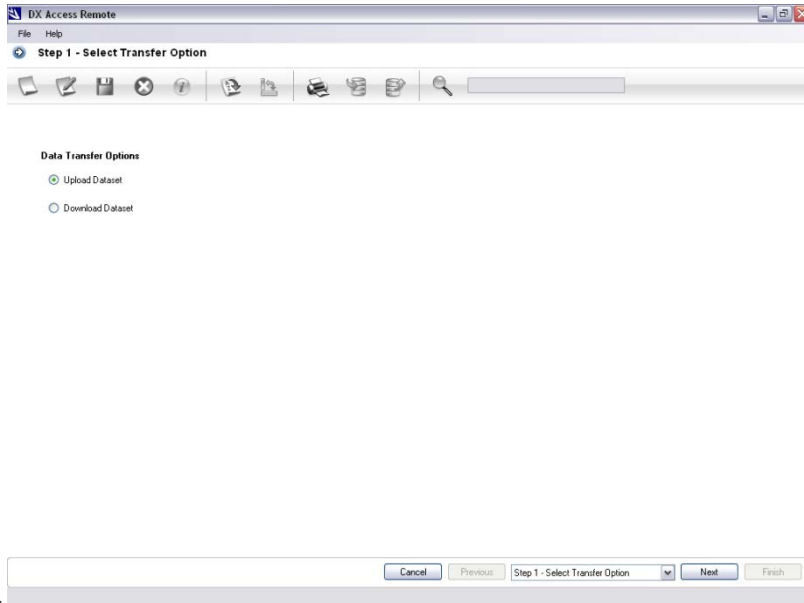 DX Access Remote
File Help
Step 1 - Select Transfer Option
Data Transfer Options
Upload Dataset
Download Dataset
Cancel Previous Step 1 - Select Transfer Option Next Finish